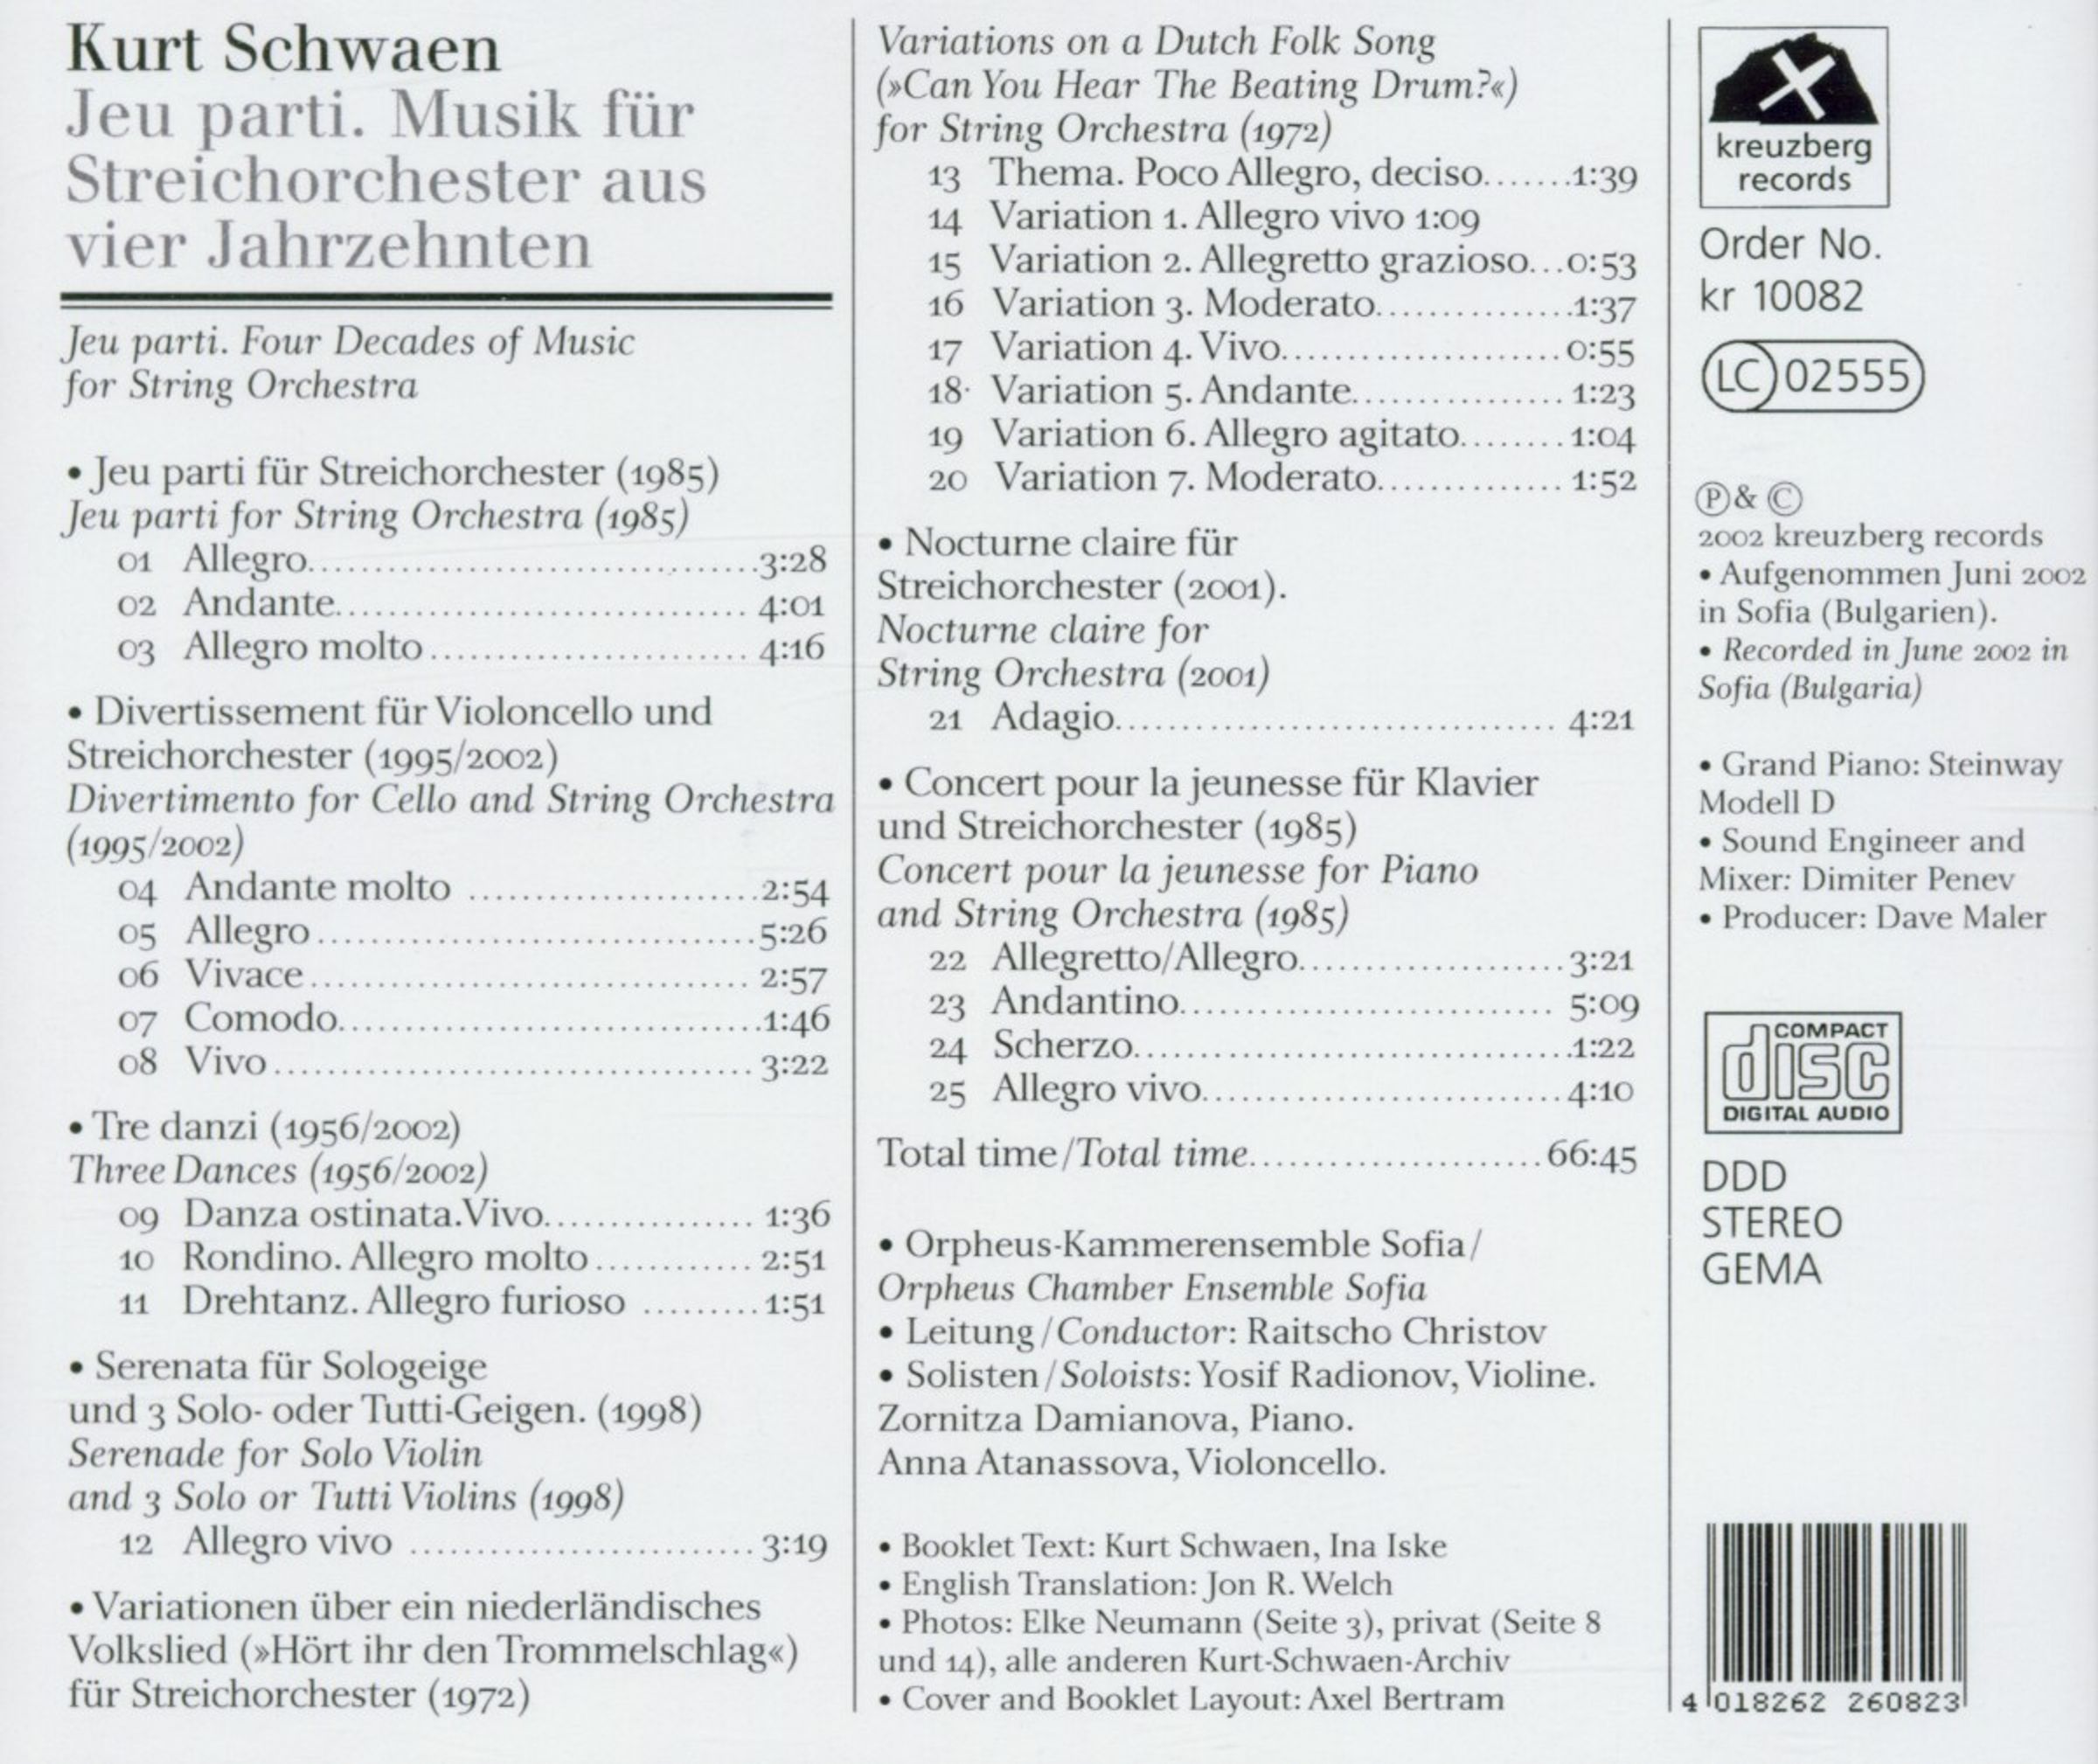 Kurt Schwaen
Jeu parti. Musik für
Streichorchester aus
vier Jahrzehnten
Jeu parti. Four Decades of Music
for String Orchestra
• Jeu parti für Streichorchester (1985)
Jeu parti for String Orchestra (1985)
01 Allegro 3:28
02 Andante 4:01
03 Allegro molto 4:16
• Divertissement für Violoncello und
Streichorchester (1995/2002)
Divertimento for Cello and String Orchestra
(1995/2002)
04 Andante molto 2:54
05 Allegro 5:26
06 Vivace 2:57
07 Comodo 1:46
08 Vivo 3:22
• Tre danzi (1956/2002)
Three Dances (1956/2002)
09 Danza ostinata. Vivo 1:36
10 Rondino. Allegro molto 2:51
11 Drehtanz. Allegro furioso 1:51
• Serenata für Sologeige
und 3 Solo- oder Tutti-Geigen. (1998)
Serenade for Solo Violin
and 3 Solo or Tutti Violins (1998)
12 Allegro vivo 3:19
• Variationen über ein niederländisches
Volkslied (»Hört ihr den Trommelschlag«)
für Streichorchester (1972)
Variations on a Dutch Folk Song
(»Can You Hear The Beating Drum?«)
for String Orchestra (1972)
13 Thema. Poco Allegro, deciso 1:39
14 Variation 1. Allegro vivo 1:09
15 Variation 2. Allegretto grazioso 0:53
16 Variation 3. Moderato 1:37
17 Variation 4. Vivo 0:55
18 Variation 5. Andante 1:23
19 Variation 6. Allegro agitato 1:04
20 Variation 7. Moderato 1:52
• Nocturne claire für
Streichorchester (2001).
Nocturne claire for
String Orchestra (2001)
21 Adagio 4:21
• Concert pour la jeunesse für Klavier
und Streichorchester (1985)
Concert pour la jeunesse for Piano
and String Orchestra (1985)
22 Allegretto/Allegro 3:21
23 Andantino 5:09
24 Scherzo 1:22
25 Allegro vivo 4:10
Total time/Total time 66:45
• Orpheus-Kammerensemble Sofia/
Orpheus Chamber Ensemble Sofia
• Leitung/Conductor: Raitscho Christov
• Solisten/Soloists: Yosif Radionov, Violine.
Zornitza Damianova, Piano.
Anna Atanassova, Violoncello.
• Booklet Text: Kurt Schwaen, Ina Iske
• English Translation: Jon R. Welch
• Photos: Elke Neumann (Seite 3), privat (Seite 8
und 14), alle anderen Kurt-Schwaen-Archiv
• Cover and Booklet Layout: Axel Bertram
kreuzberg
records
Order No.
kr 10082
LC 02555
Ⓟ & ©
2002 kreuzberg records
• Aufgenommen Juni 2002
in Sofia (Bulgarien).
• Recorded in June 2002 in
Sofia (Bulgaria)
• Grand Piano: Steinway
Modell D
• Sound Engineer and
Mixer: Dimiter Penev
• Producer: Dave Maler
COMPACT
disc
DIGITAL AUDIO
DDD
STEREO
GEMA
4 018262 260823